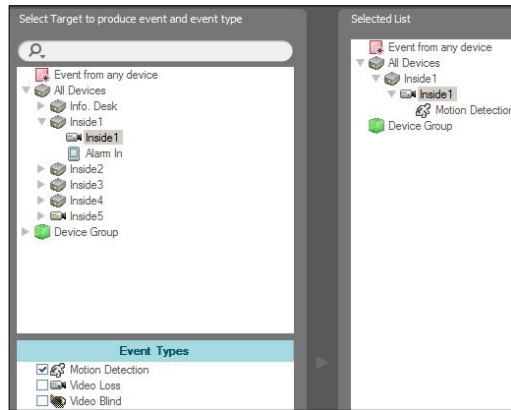 Select Target to produce event and event type
Event from any device
All Devices
Info. Desk
Inside1
Inside1
Alarm In
Inside2
Inside3
Inside4
Inside5
Device Group
Event Types
Motion Detection
Video Loss
Video Blind
Selected List
Event from any device
All Devices
Inside1
Inside1
Motion Detection
Device Group